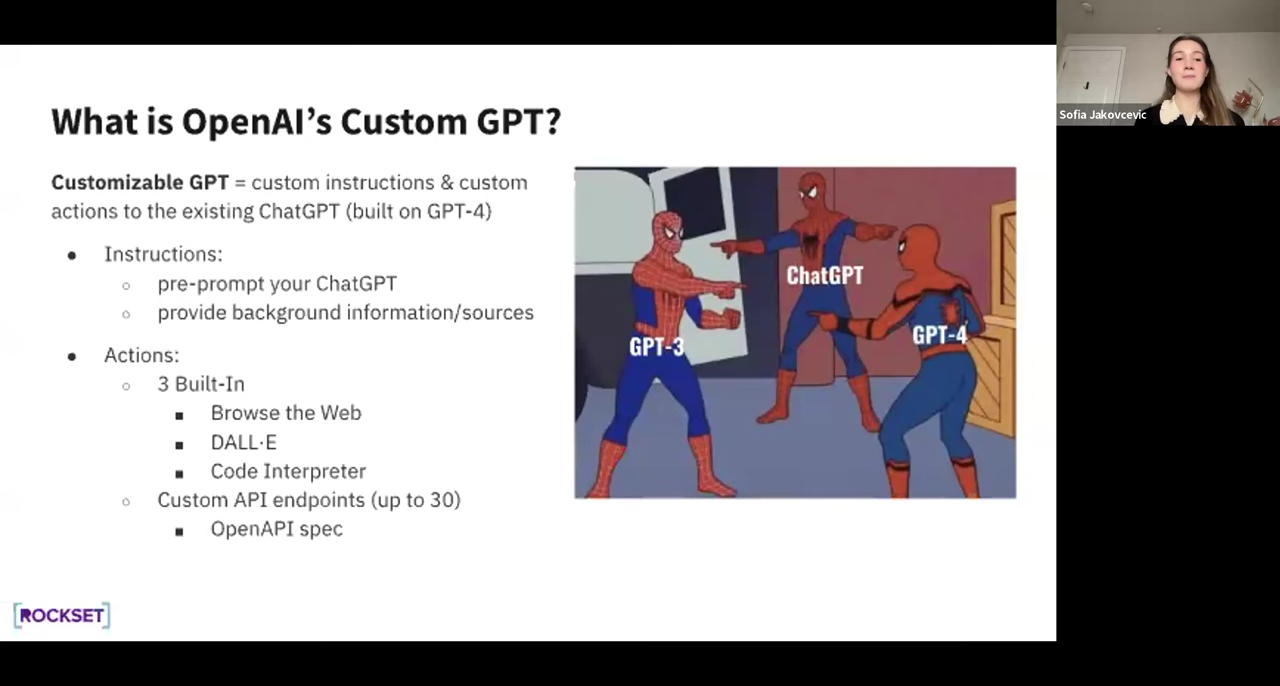 What is OpenAI's Custom GPT?
Customizable GPT = custom instructions & custom
actions to the existing ChatGPT (built on GPT-4)
● Instructions:
○ pre-prompt your ChatGPT
○ provide background information/sources
● Actions:
○ 3 Built-In
■ Browse the Web
■ DALL·E
■ Code Interpreter
○ Custom API endpoints (up to 30)
■ OpenAPI spec
ChatGPT
GPT-3
GPT-4
[ROCKSET]
Sofia Jakovcevic